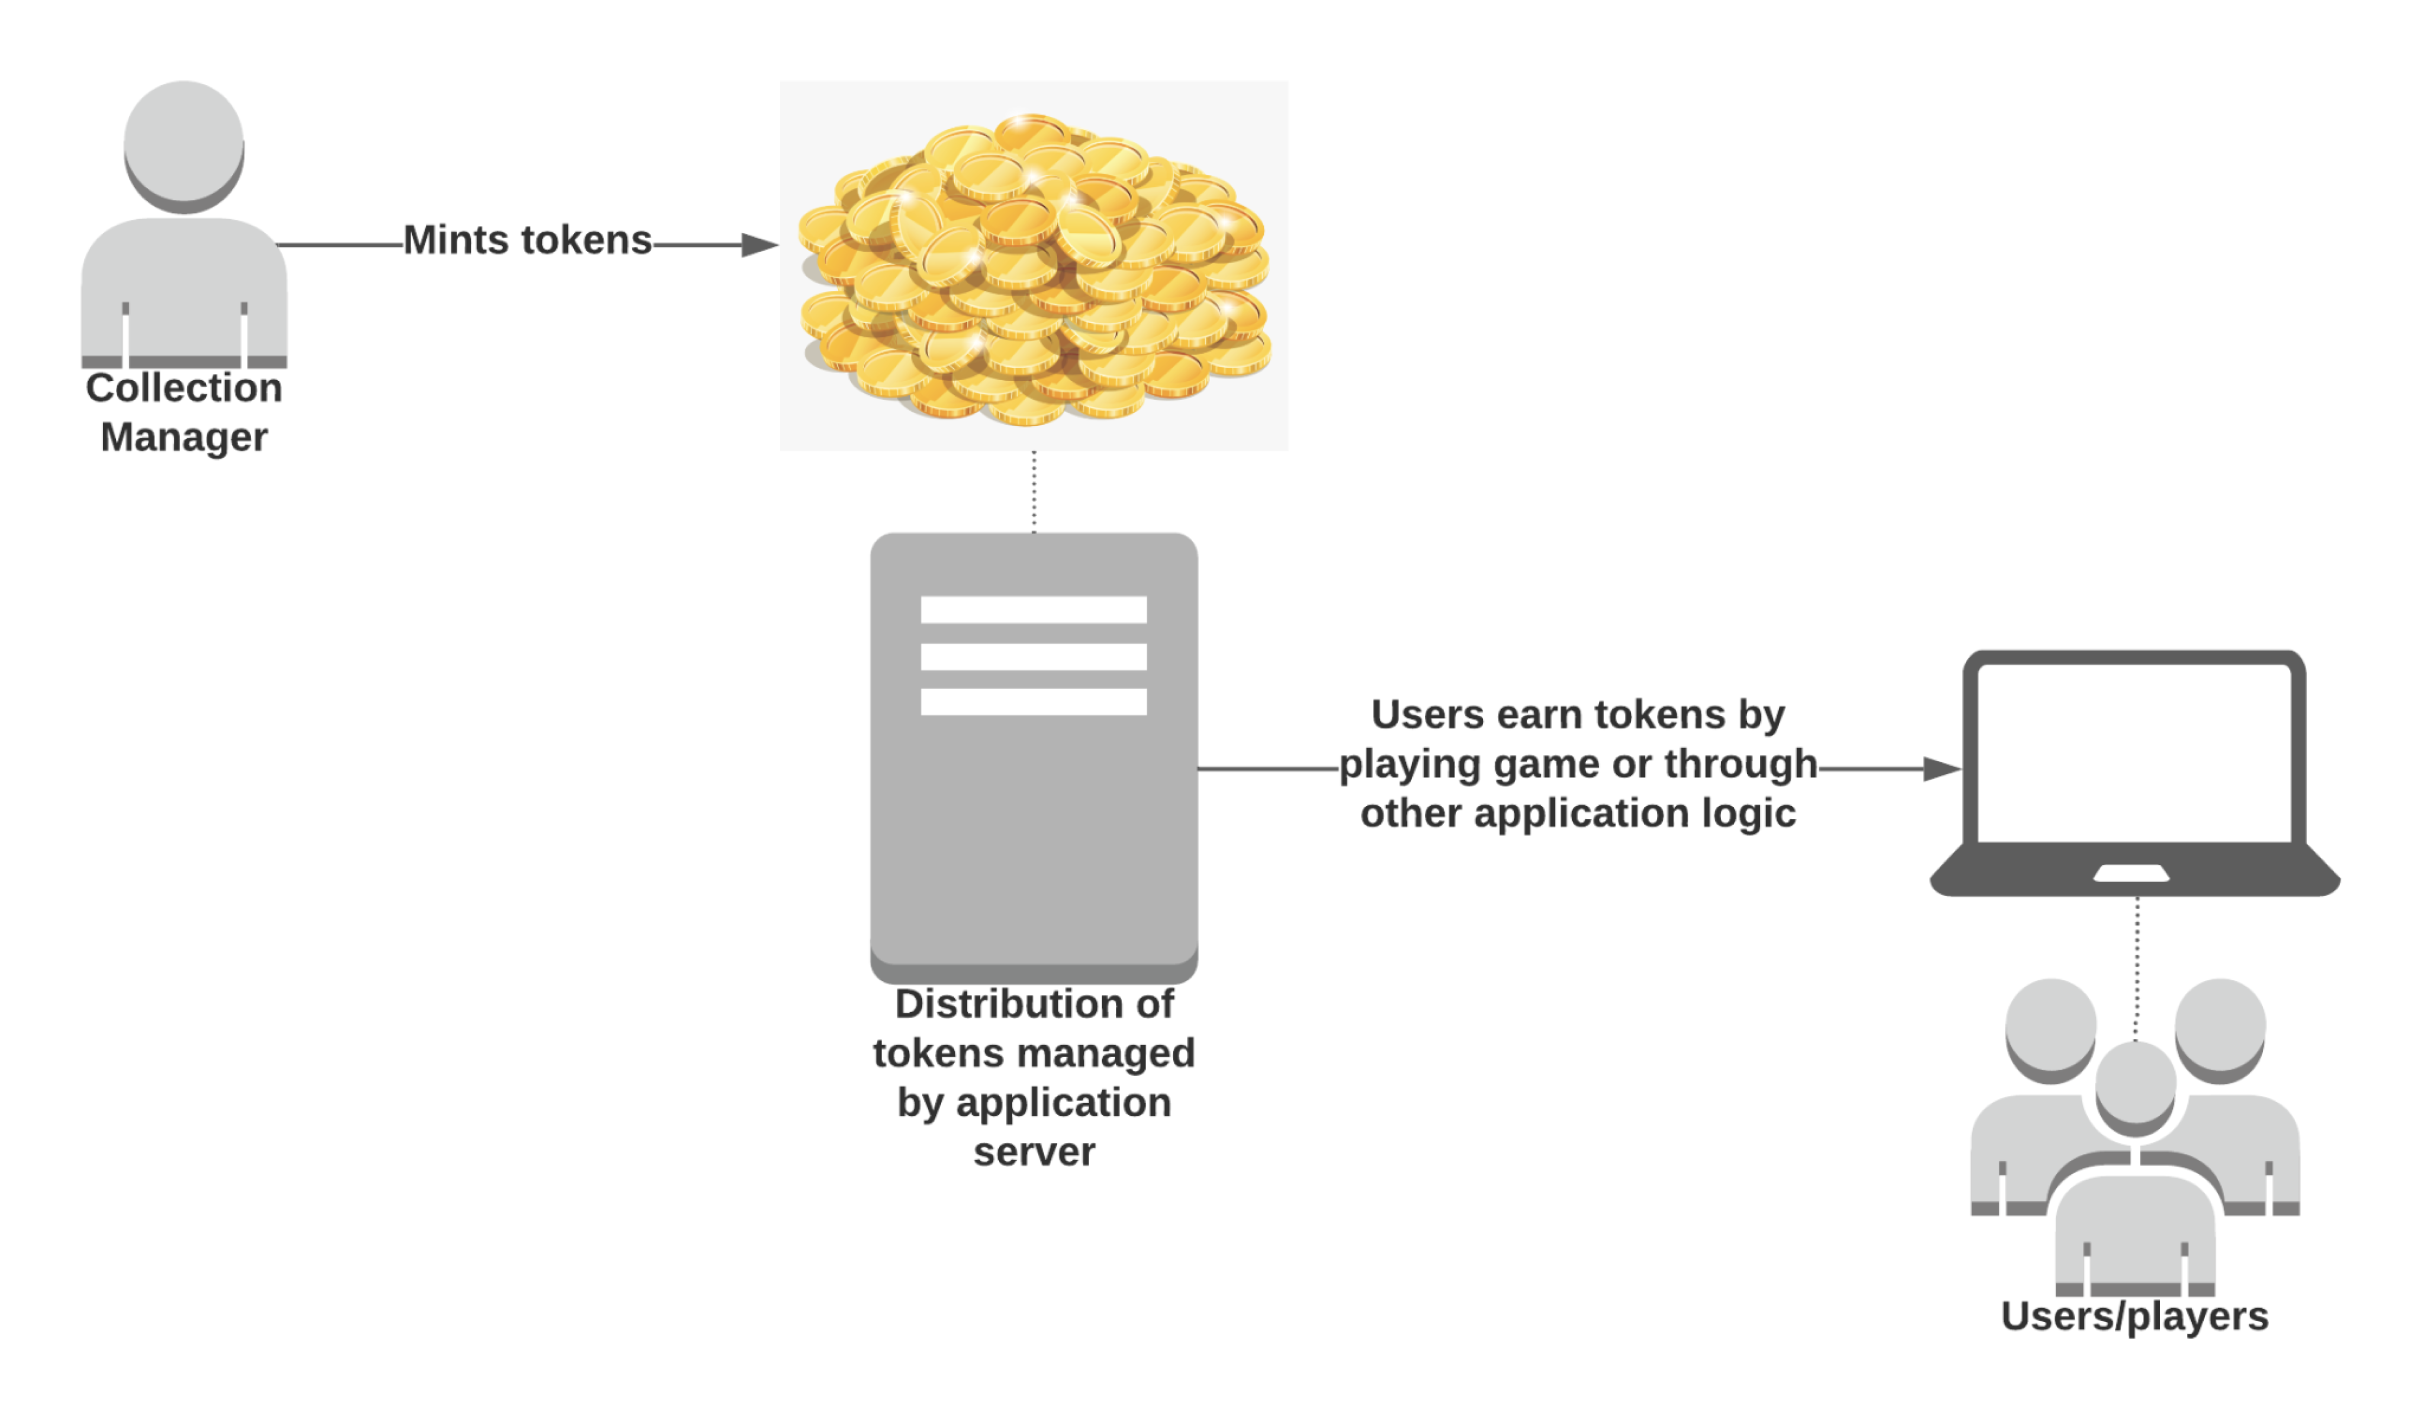 Mints tokens
Collection
Manager
Users earn tokens by
playing game or through
other application logic
Distribution of
tokens managed
by application
server
Users/players